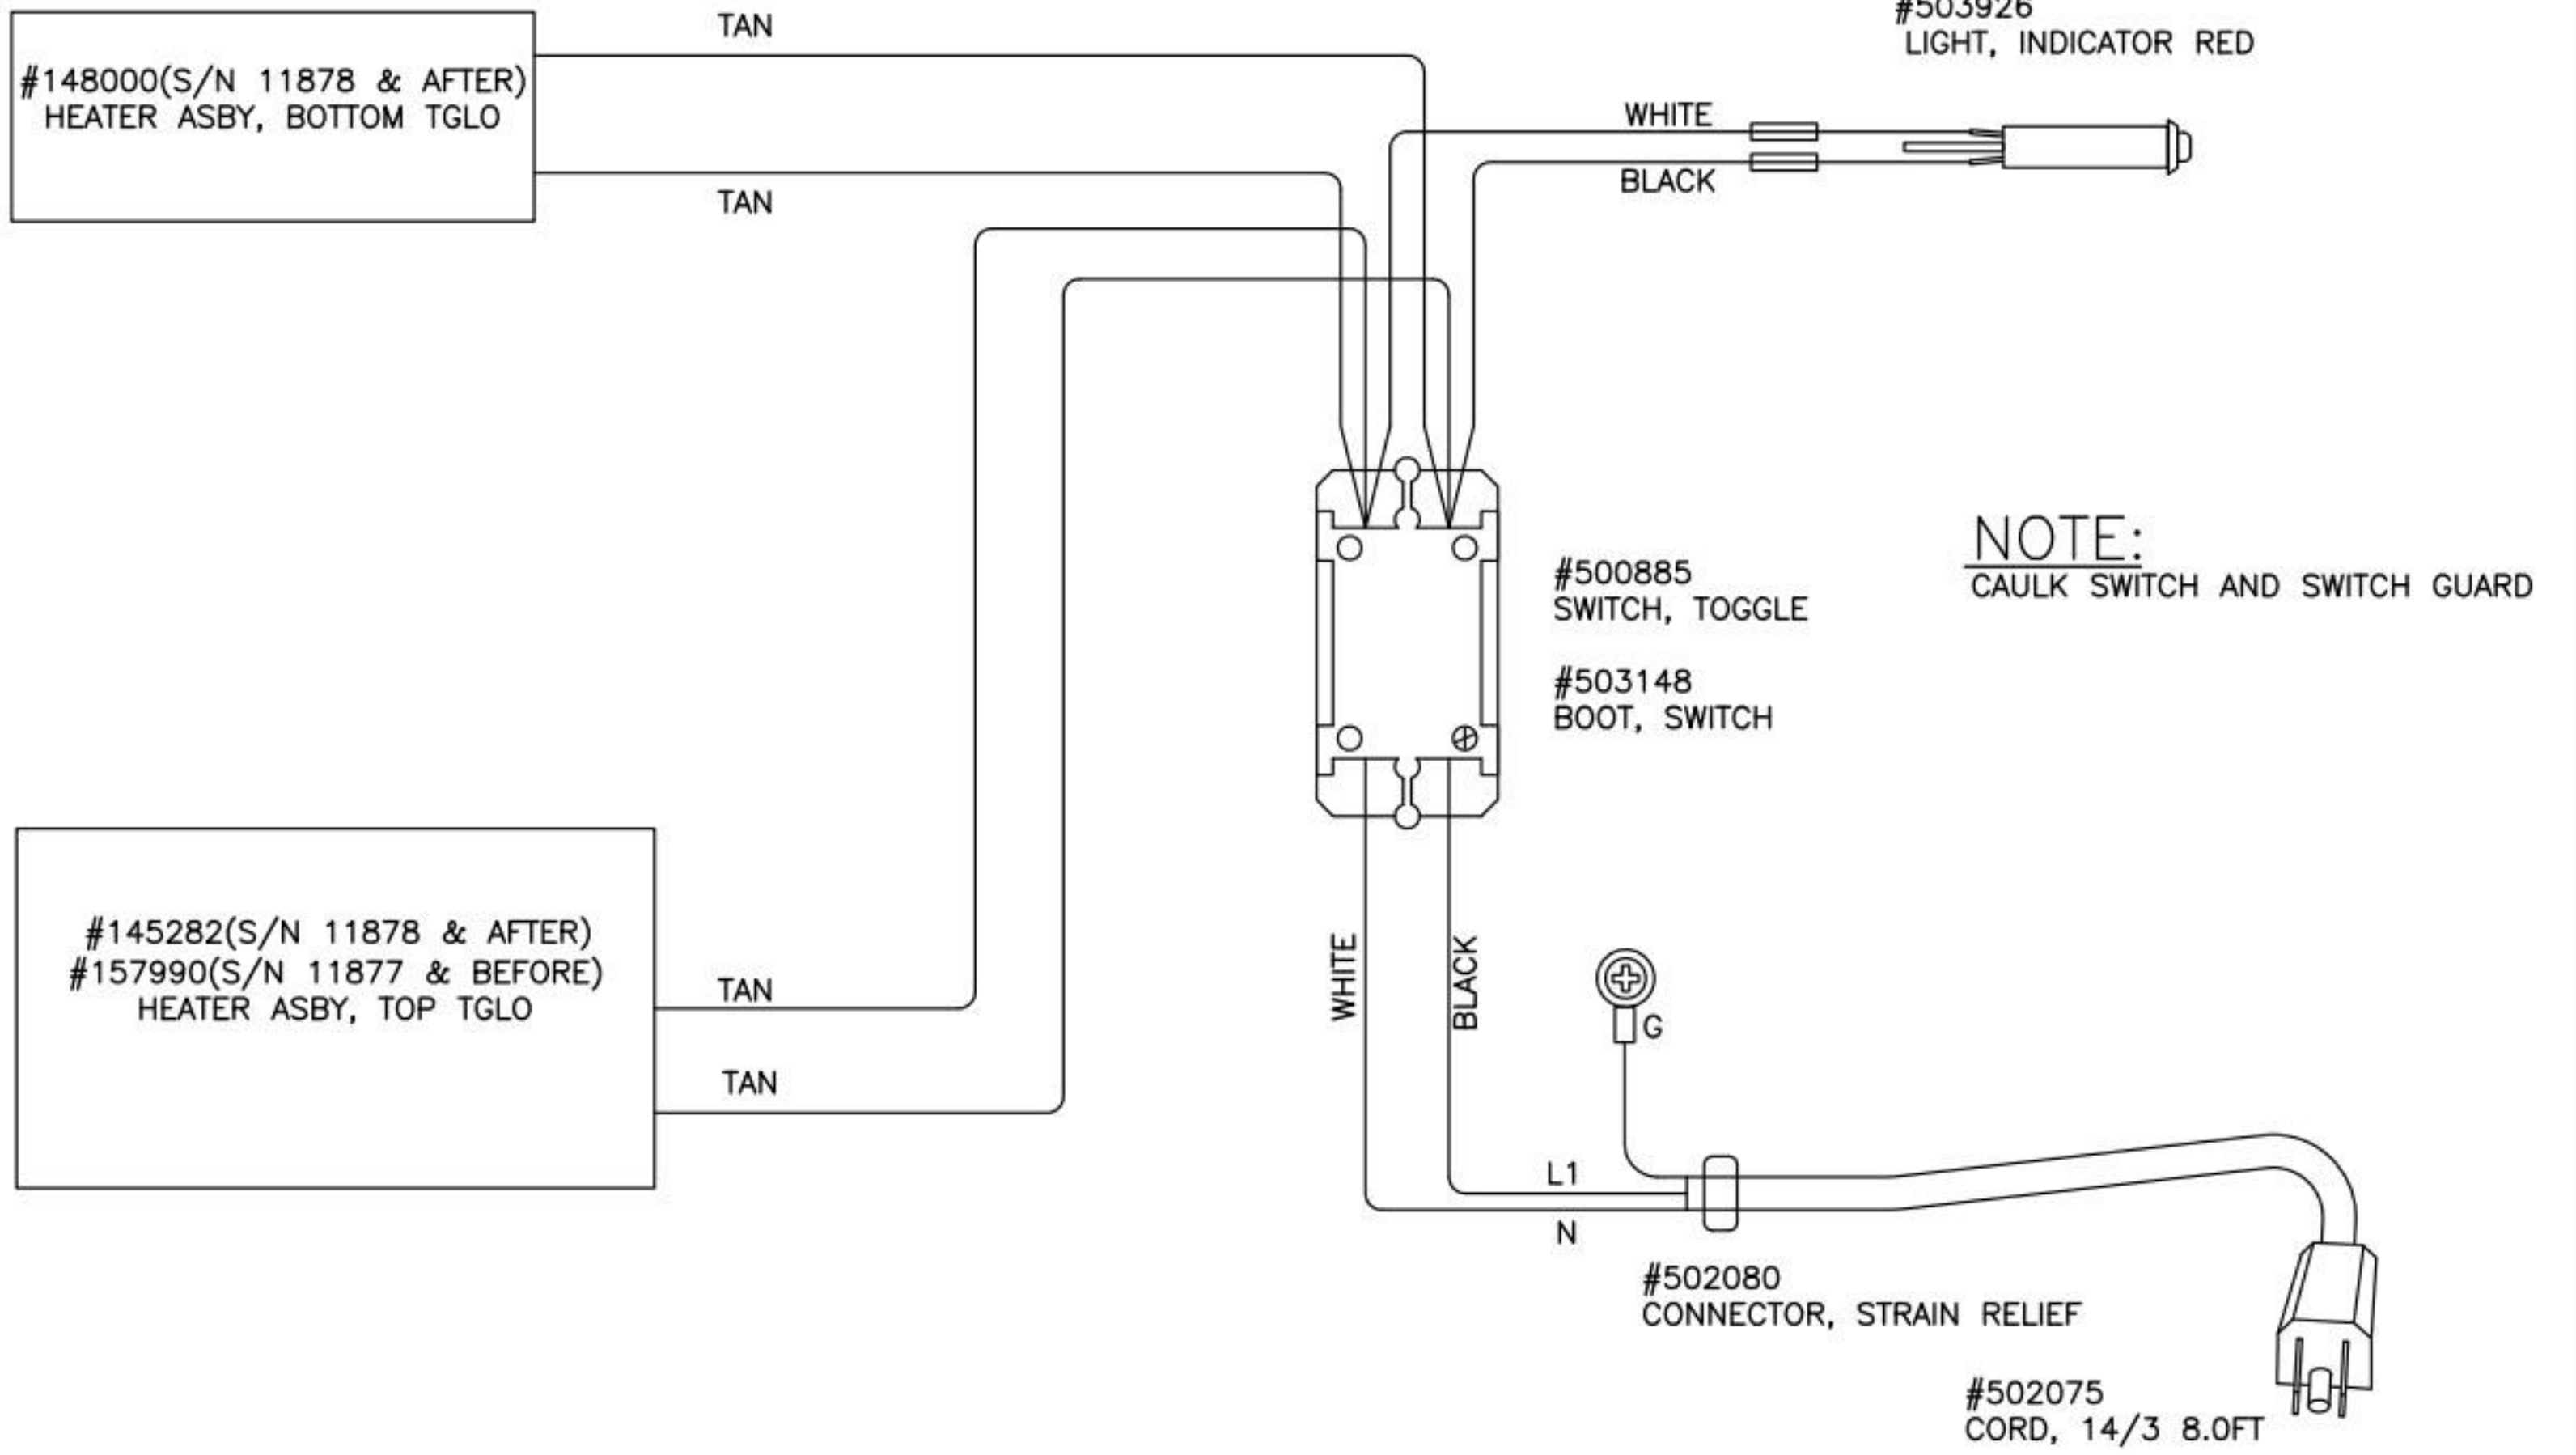 TAN
#503926
LIGHT, INDICATOR RED
#148000(S/N 11878 & AFTER)
HEATER ASBY, BOTTOM TGLO
WHITE
BLACK
TAN
NOTE:
CAULK SWITCH AND SWITCH GUARD
#500885
SWITCH, TOGGLE
#503148
BOOT, SWITCH
#145282(S/N 11878 & AFTER)
#157990(S/N 11877 & BEFORE)
HEATER ASBY, TOP TGLO
TAN
TAN
WHITE
BLACK
G
L1
N
#502080
CONNECTOR, STRAIN RELIEF
#502075
CORD, 14/3 8.0FT